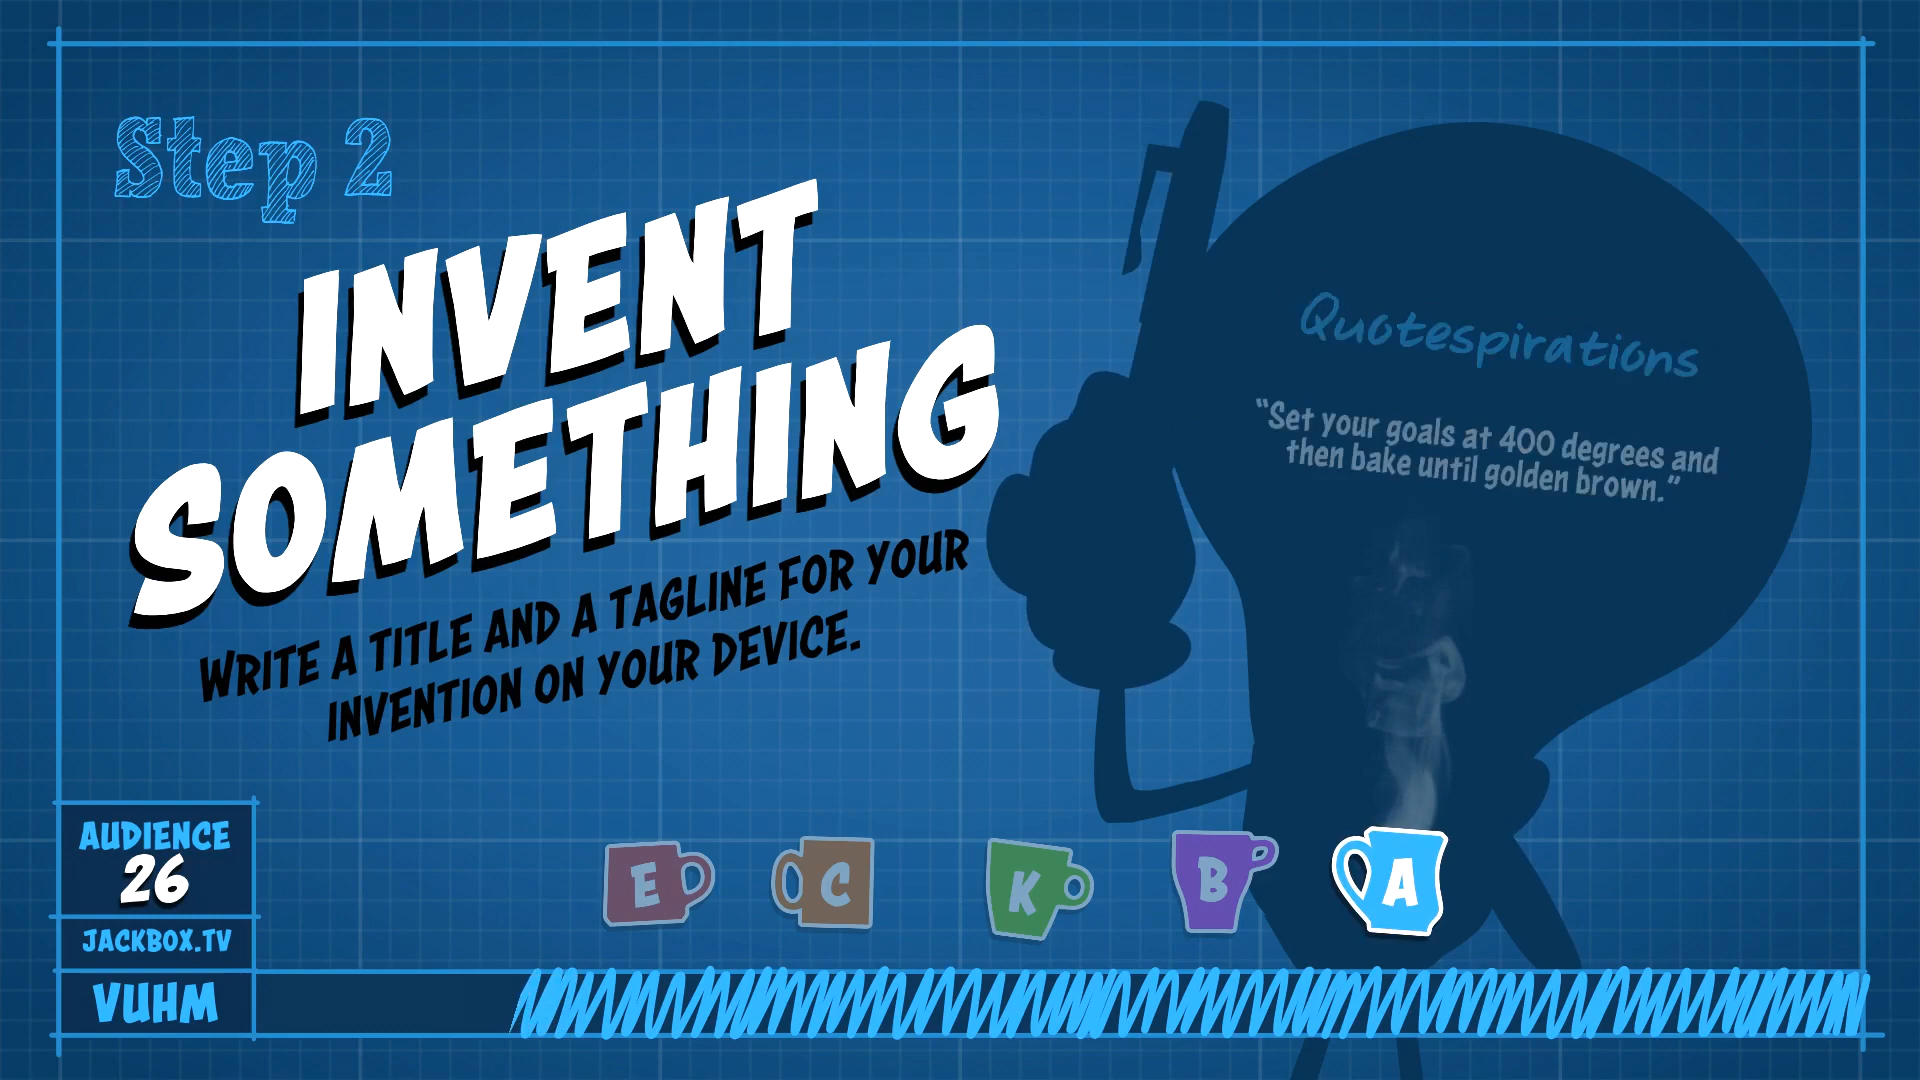 Step 2
INVENT
SOMETHING
WRITE A TITLE AND A TAGLINE FOR YOUR
INVENTION ON YOUR DEVICE.
Quotespirations
“Set your goals at 400 degrees and
then bake until golden brown.”
E
C
K
B
A
AUDIENCE
26
JACKBOX.TV
VUHM